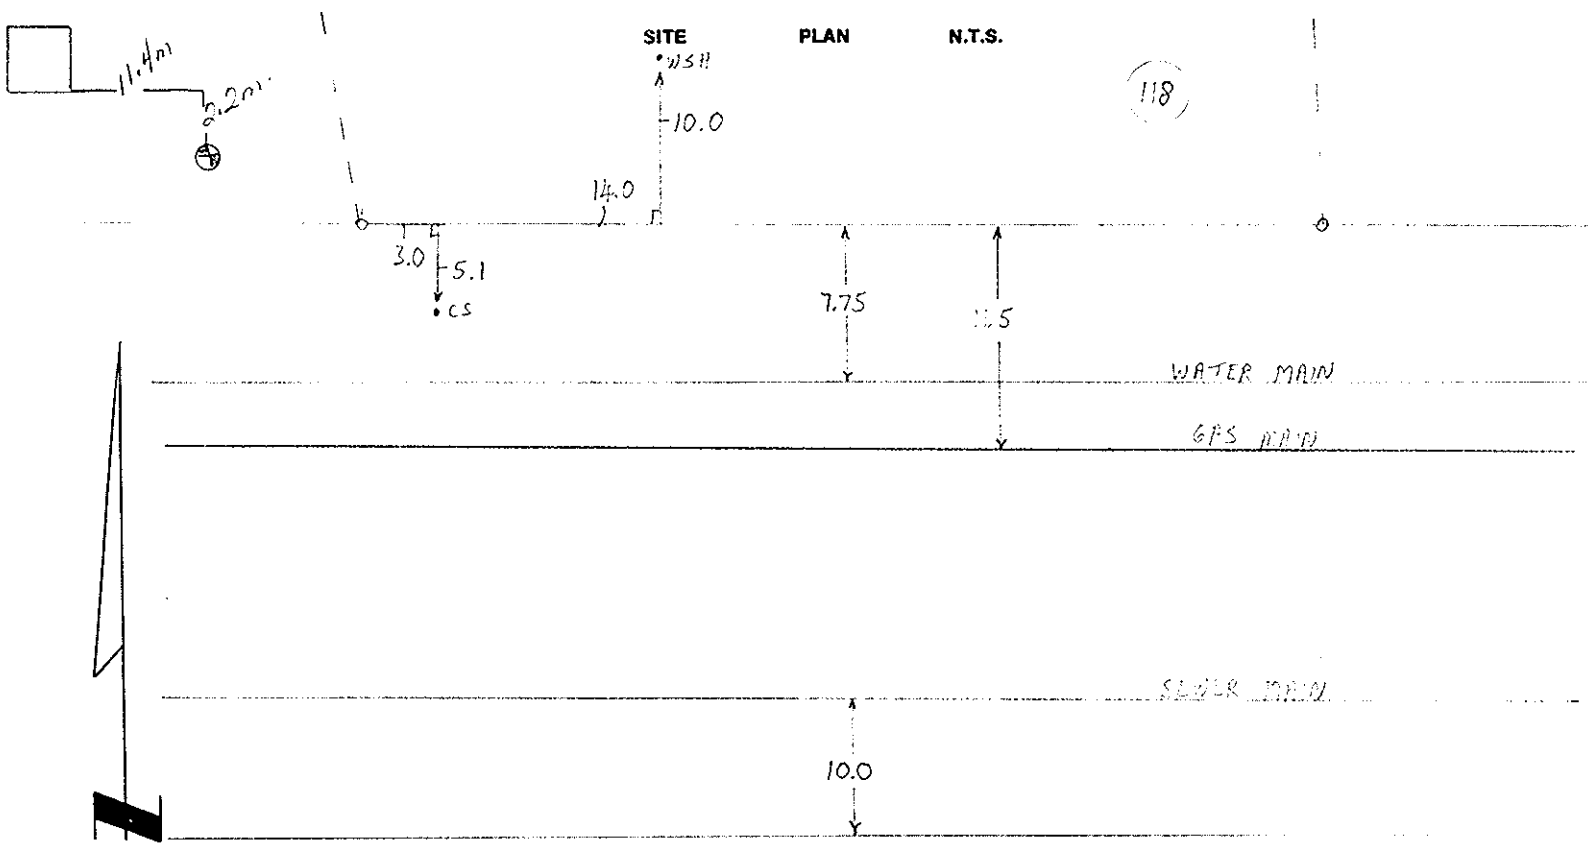 SITE PLAN N.T.S.
11.4m
WSH
118
2.2m.
10.0
14.0
3.0
5.1
CS
7.75
WATER MAIN
GAS MAIN
SEWER MAIN
10.0